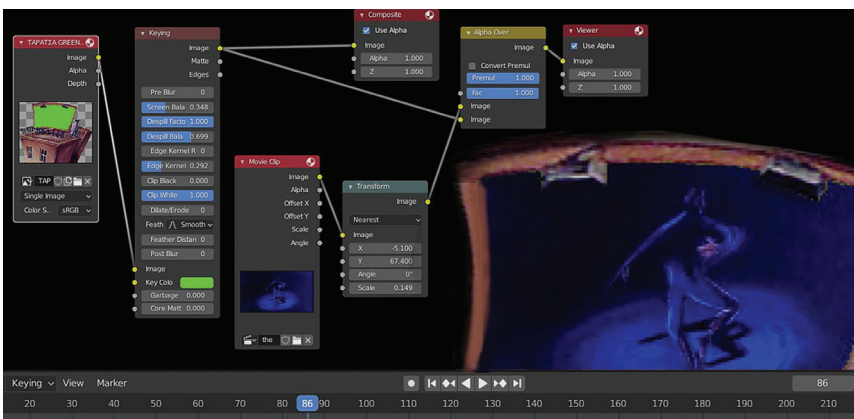 TAPATIA GREEN...
Image
Alpha
Depth
TAP
Single Image
Color S.. sRGB
Keying
Image
Matte
Edges
Pre Blur 0
Screen Bala 0.348
Despill Facto 1.000
Despill Bala 0.699
Edge Kernel R 0
Edge Kernel 0.292
Clip Black 0.000
Clip White 1.000
Dilate/Erode 0
Feath Smooth
Feather Distan 0
Post Blur 0
Image
Key Colo
Garbage 0.000
Core Matt 0.000
Movie Clip
Image
Alpha
Offset X
Offset Y
Scale
Angle
the
Transform
Image
Nearest
Image
X -5.100
Y 67.400
Angle 0°
Scale 0.149
Composite
Use Alpha
Image
Alpha 1.000
Z 1.000
Alpha Over
Image
Convert Premul
Premul 1.000
Fac 1.000
Image
Image
Viewer
Use Alpha
Image
Alpha 1.000
Z 1.000
Keying View Marker 86
20 30 40 50 60 70 80 86 90 100 110 120 130 140 150 160 170 180 190 200 210